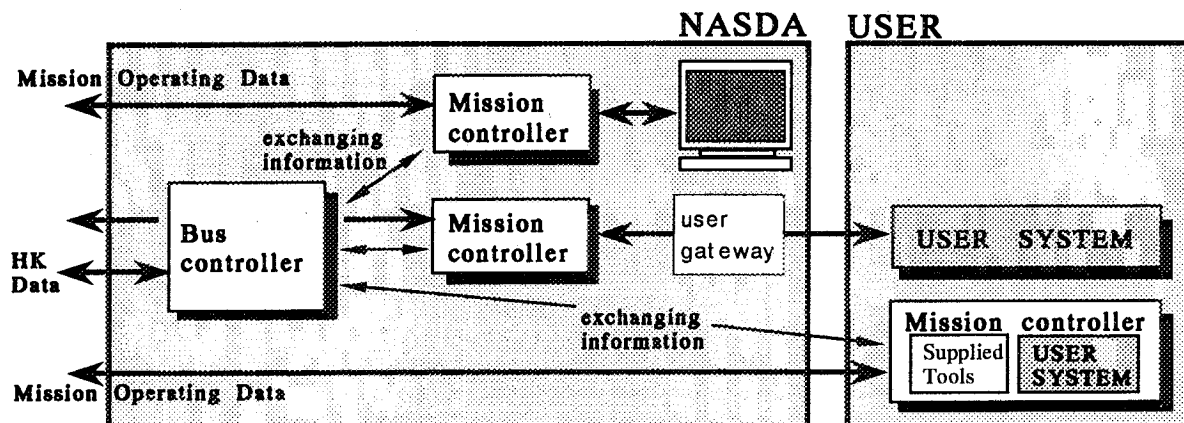 NASDA
USER
Mission Operating Data
Mission
controller
exchanging
information
Bus
controller
Mission
controller
user
gateway
USER SYSTEM
HK
Data
exchanging
information
Mission controller
Supplied
Tools
USER
SYSTEM
Mission Operating Data